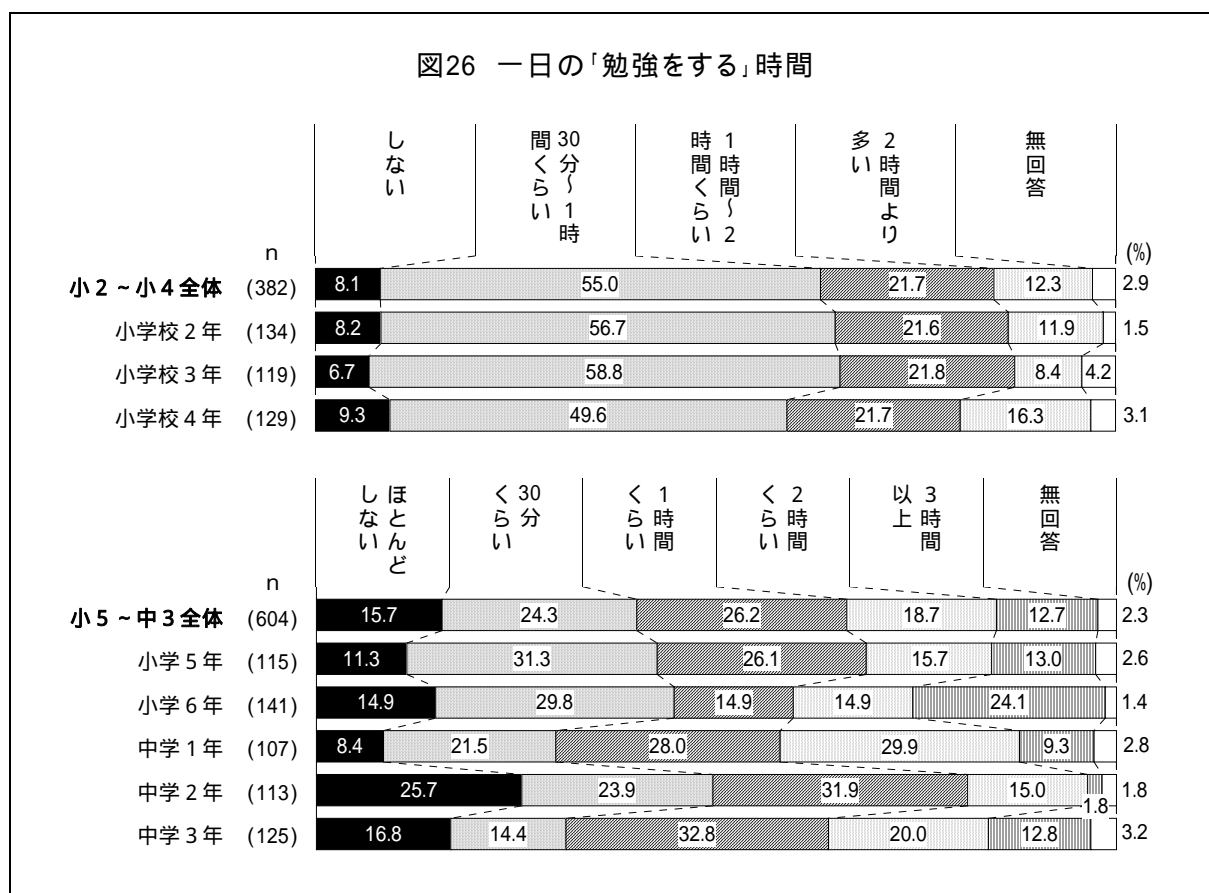 図26 一日の｢勉強をする｣時間
しない
30分～1時
間くらい
1時間～2
時間くらい
2時間より
多い
無回答
n
(%)
小2～小4全体 (382) 8.1 55.0 21.7 12.3 2.9
小学校2年 (134) 8.2 56.7 21.6 11.9 1.5
小学校3年 (119) 6.7 58.8 21.8 8.4 4.2
小学校4年 (129) 9.3 49.6 21.7 16.3 3.1
ほとんど
しない
30分
くらい
1時間
くらい
2時間
くらい
3時間
以上
無回答
n
(%)
小5～中3全体 (604) 15.7 24.3 26.2 18.7 12.7 2.3
小学5年 (115) 11.3 31.3 26.1 15.7 13.0 2.6
小学6年 (141) 14.9 29.8 14.9 14.9 24.1 1.4
中学1年 (107) 8.4 21.5 28.0 29.9 9.3 2.8
中学2年 (113) 25.7 23.9 31.9 15.0 1.8 1.8
中学3年 (125) 16.8 14.4 32.8 20.0 12.8 3.2